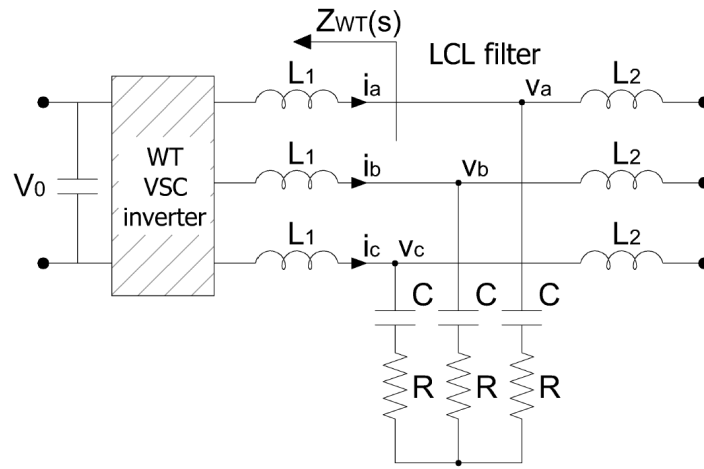 ZWT(s)
LCL filter
L1 ia va L2
WT
VSC
inverter
V0
L1 ib vb L2
L1 ic vc L2
C C C
R R R